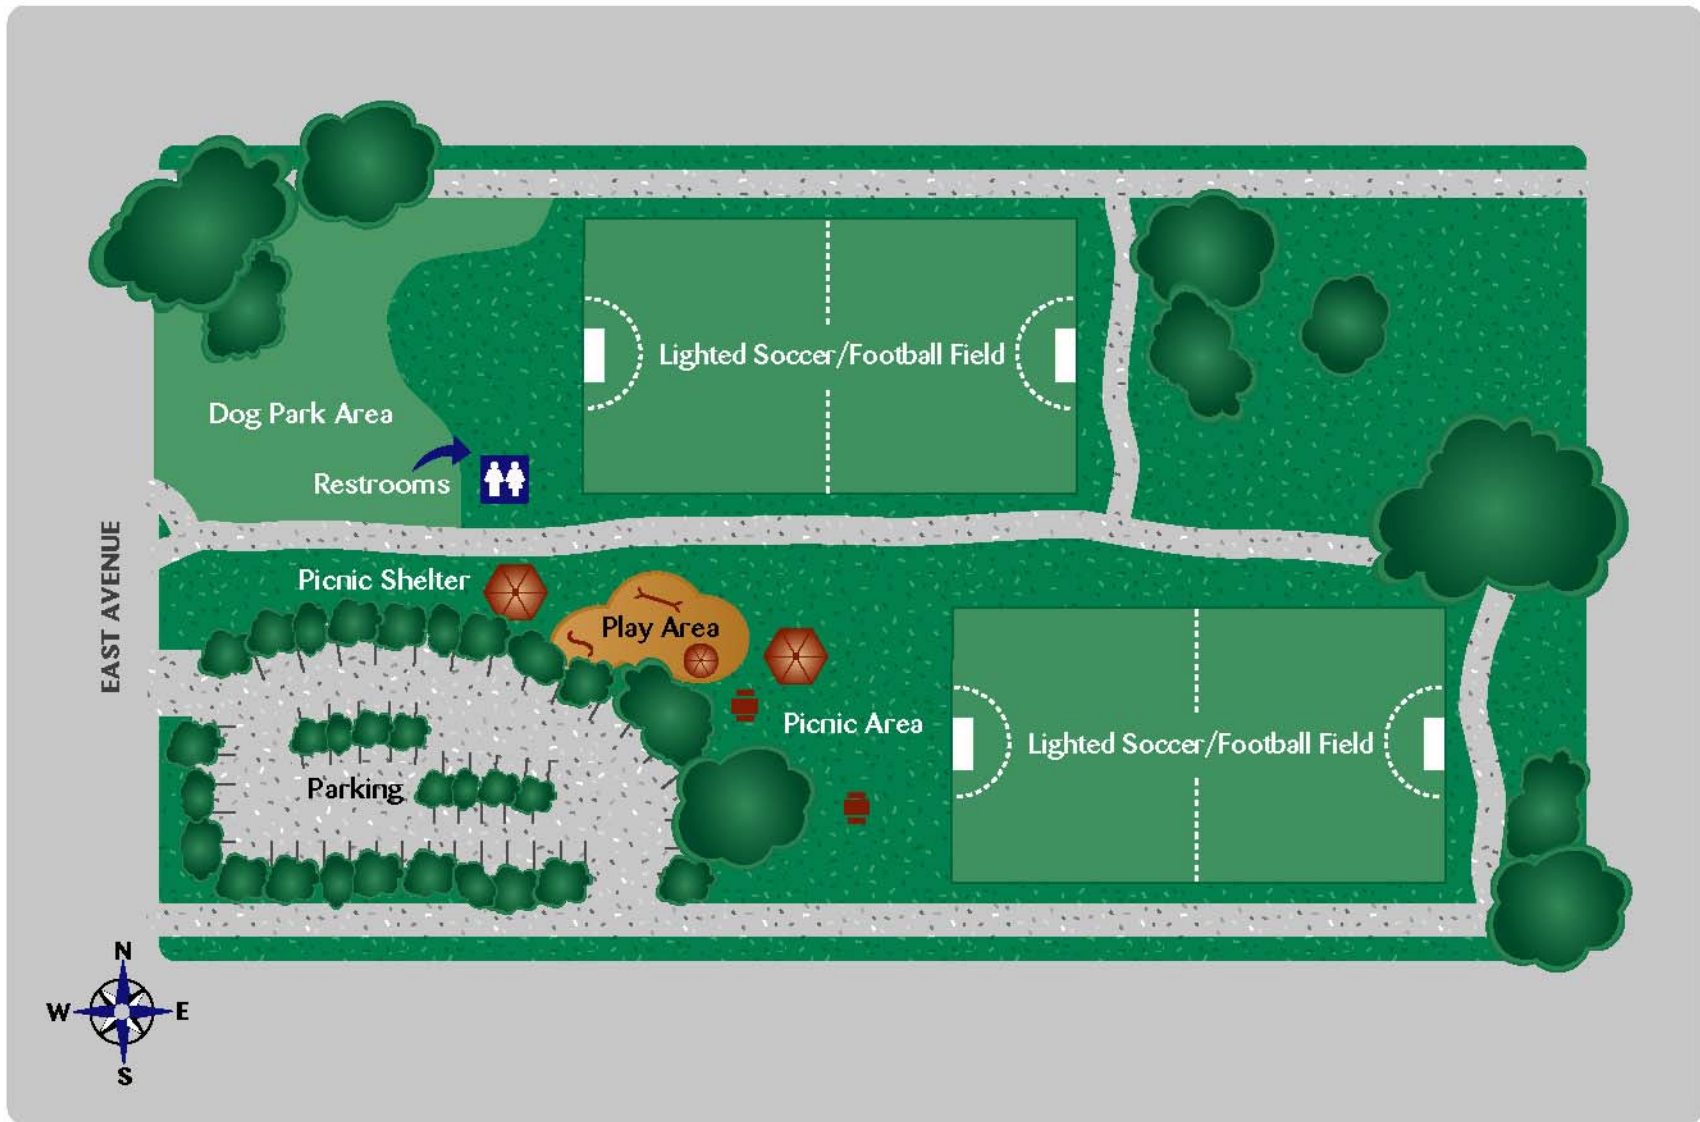 Lighted Soccer/Football Field
Dog Park Area
Restrooms
EAST AVENUE
Picnic Shelter
Play Area
Picnic Area
Lighted Soccer/Football Field
Parking
N
W
E
S